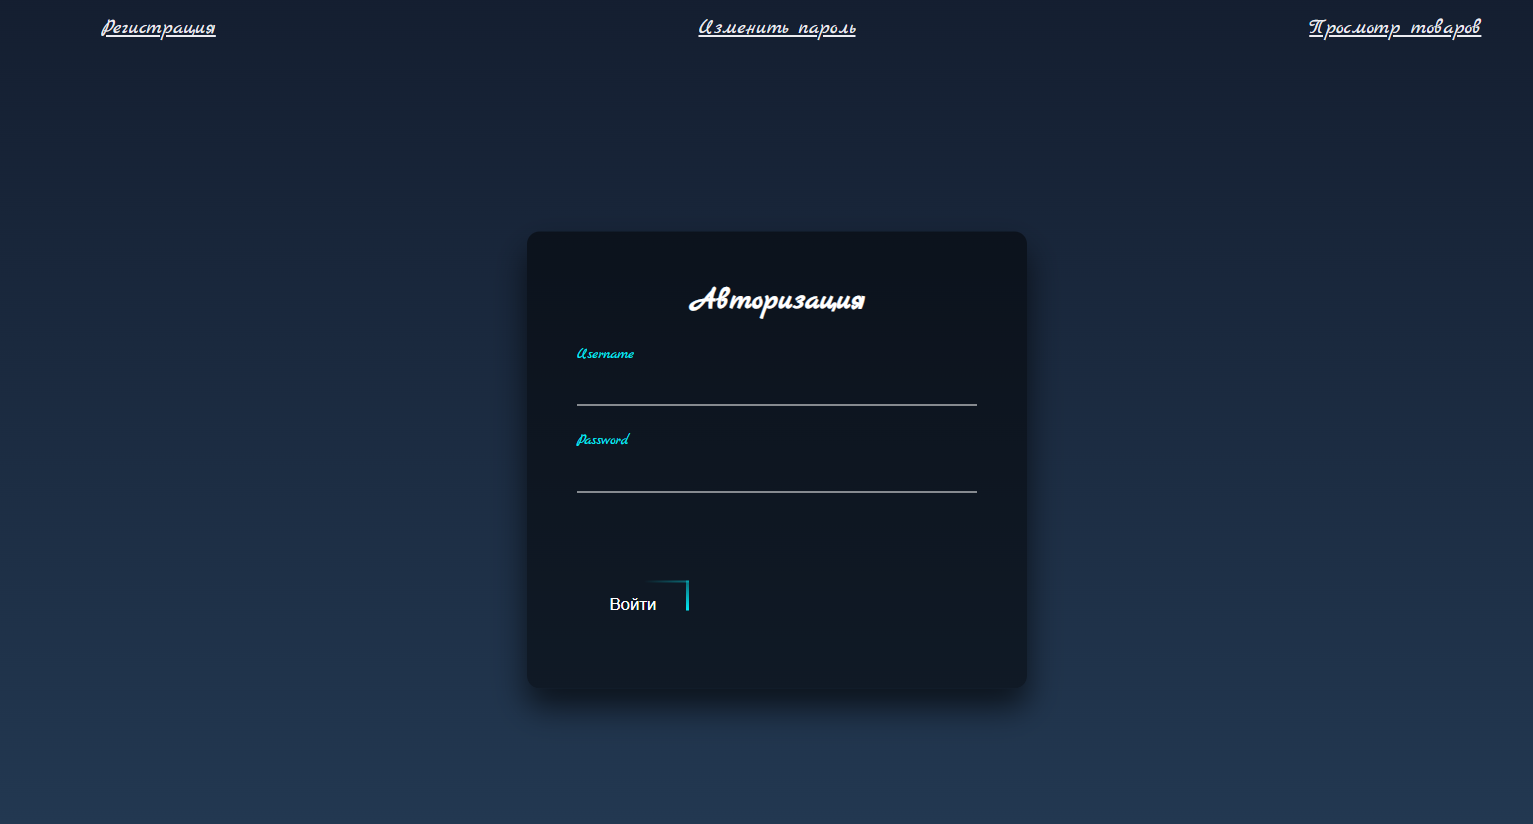 Регистрация
Изменить пароль
Просмотр товаров
Авторизация
Username
Password
Войти